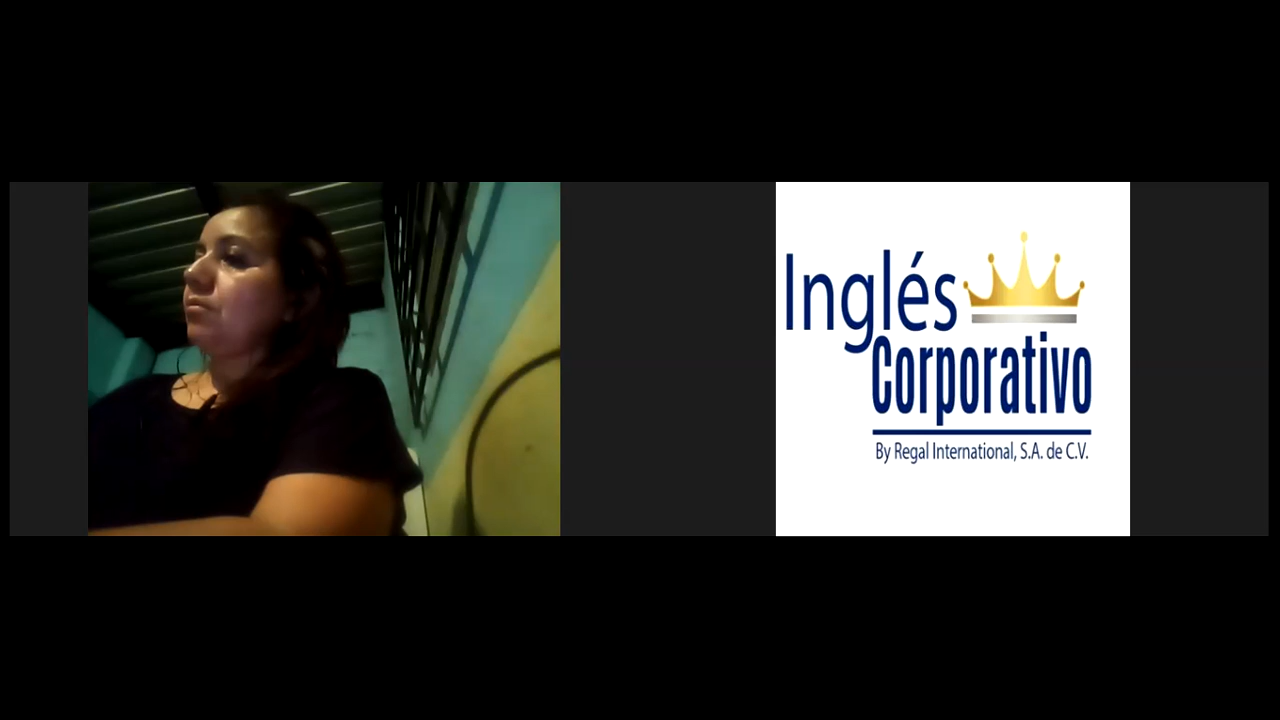 Inglés
Corporativo
By Regal International, S.A. de C.V.